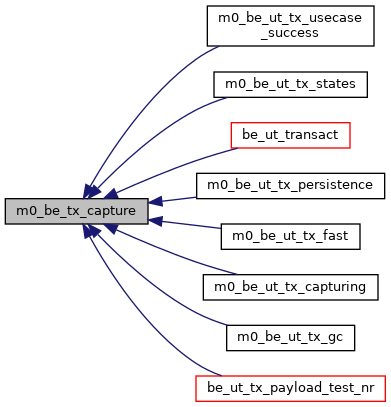 m0_be_ut_tx_usecase
_success
m0_be_ut_tx_states
be_ut_transact
m0_be_ut_tx_persistence
m0_be_tx_capture
m0_be_ut_tx_fast
m0_be_ut_tx_capturing
m0_be_ut_tx_gc
be_ut_tx_payload_test_nr